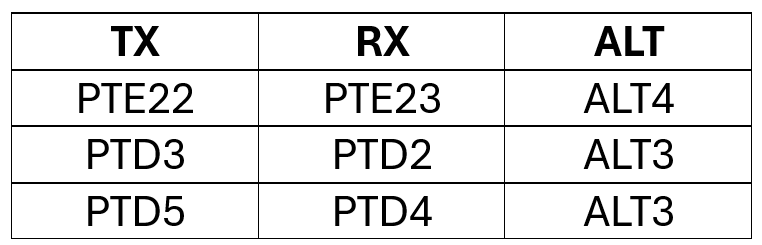 TX RX ALT
PTE22 PTE23 ALT4
PTD3 PTD2 ALT3
PTD5 PTD4 ALT3